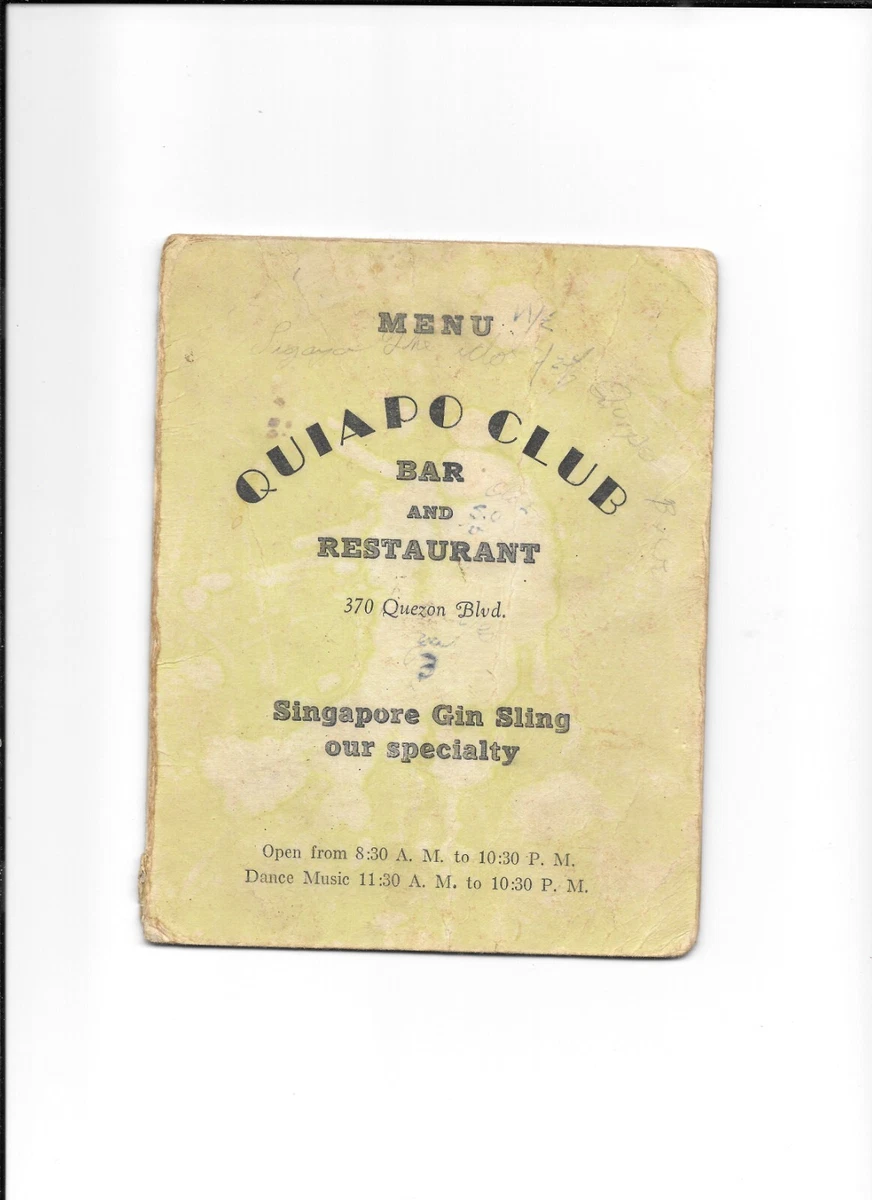 MENU
QUIAPO CLUB
BAR
AND
RESTAURANT
370 Quezon Blvd.
3
Singapore Gin Sling
our specialty
Open from 8:30 A. M. to 10:30 P. M.
Dance Music 11:30 A. M. to 10:30 P. M.